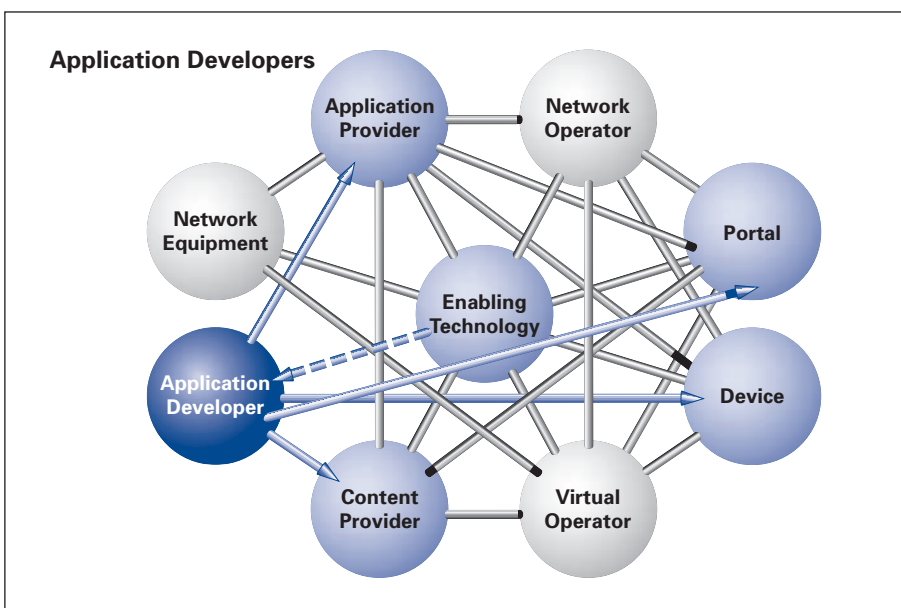 Application Developers
Application
Provider
Network
Operator
Network
Equipment
Portal
Enabling
Technology
Application
Developer
Device
Content
Provider
Virtual
Operator